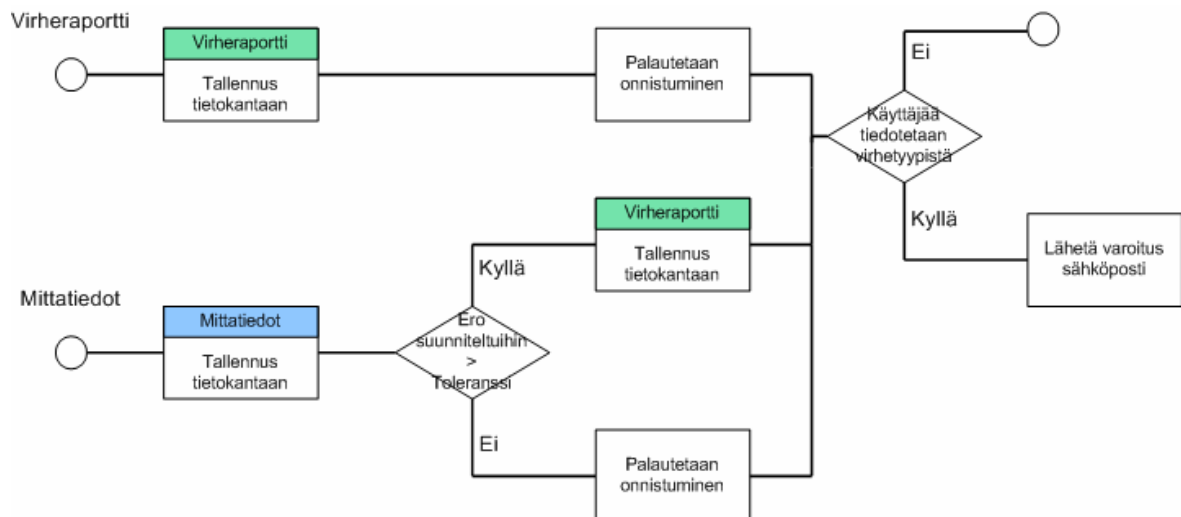 Virheraportti
Virheraportti
Tallennus
tietokantaan
Palautetaan
onnistuminen
Ei
Käyttäjää
tiedotetaan
virhetyypistä
Kyllä
Lähetä varoitus
sähköposti
Virheraportti
Tallennus
tietokantaan
Kyllä
Mittatiedot
Mittatiedot
Tallennus
tietokantaan
Ero
suunniteltuihin
>
Toleranssi
Ei
Palautetaan
onnistuminen